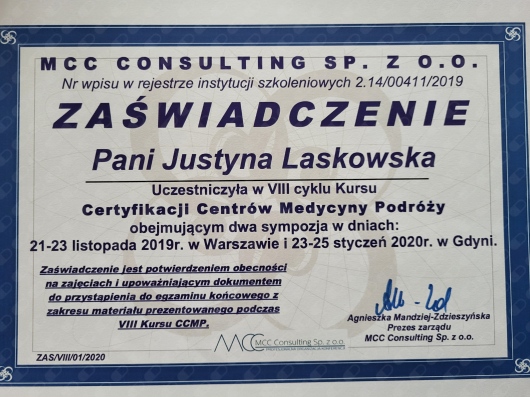 MCC CONSULTING SP. Z O.O.
Nr wpisu w rejestrze instytucji szkoleniowych 2.14/00411/2019
ZAŚWIADCZENIE
Pani Justyna Laskowska
Uczestniczyła w VIII cyklu Kursu
Certyfikacji Centrów Medycyny Podróży
obejmującym dwa sympozja w dniach:
21-23 listopada 2019r. w Warszawie i 23-25 styczeń 2020r. w Gdyni.
Zaświadczenie jest potwierdzeniem obecności
na zajęciach i upoważniającym dokumentem
do przystąpienia do egzaminu końcowego z
zakresu materiału prezentowanego podczas
VIII Kursu CCMP.
Agnieszka Mandziej-Zdzieszyńska
Prezes zarządu
MCC Consulting Sp. z o.o.
MCC MCC Consulting Sp. z o.o.
ZAS/VIII/01/2020